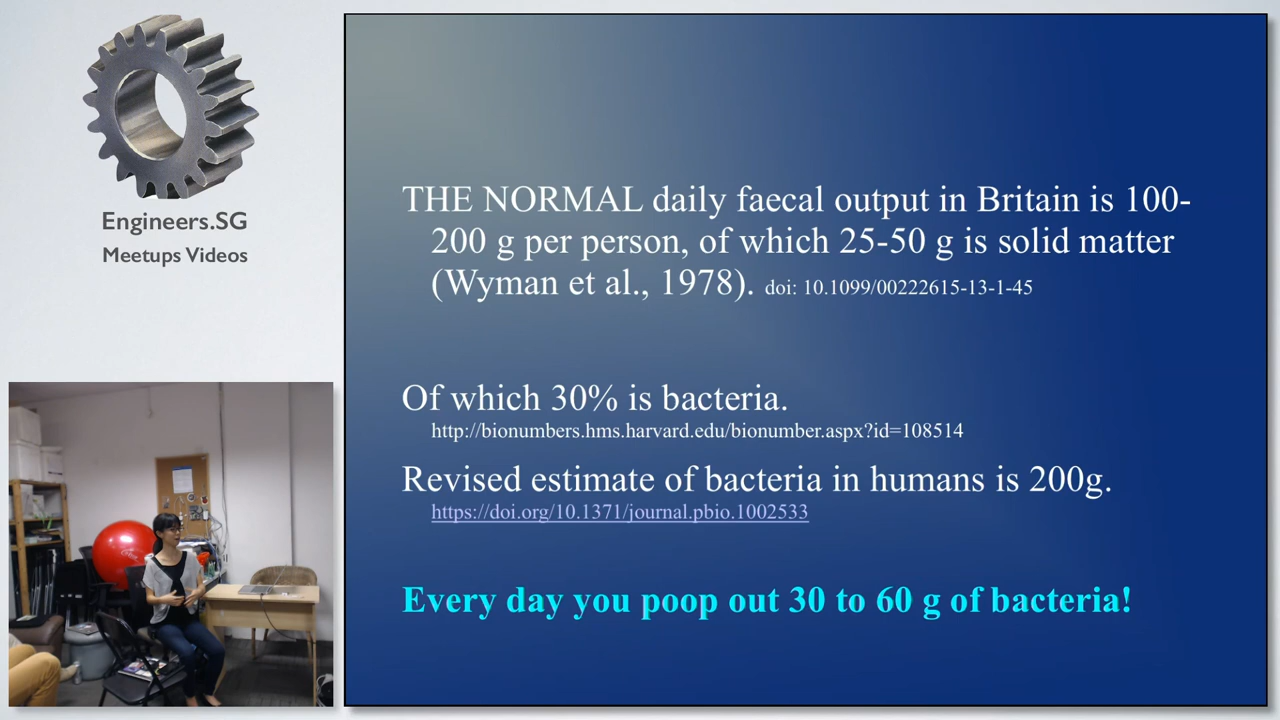 Engineers.SG
Meetups Videos
THE NORMAL daily faecal output in Britain is 100-
200 g per person, of which 25-50 g is solid matter
(Wyman et al., 1978). doi: 10.1099/00222615-13-1-45
Of which 30% is bacteria.
http://bionumbers.hms.harvard.edu/bionumber.aspx?id=108514
Revised estimate of bacteria in humans is 200g.
https://doi.org/10.1371/journal.pbio.1002533
Every day you poop out 30 to 60 g of bacteria!